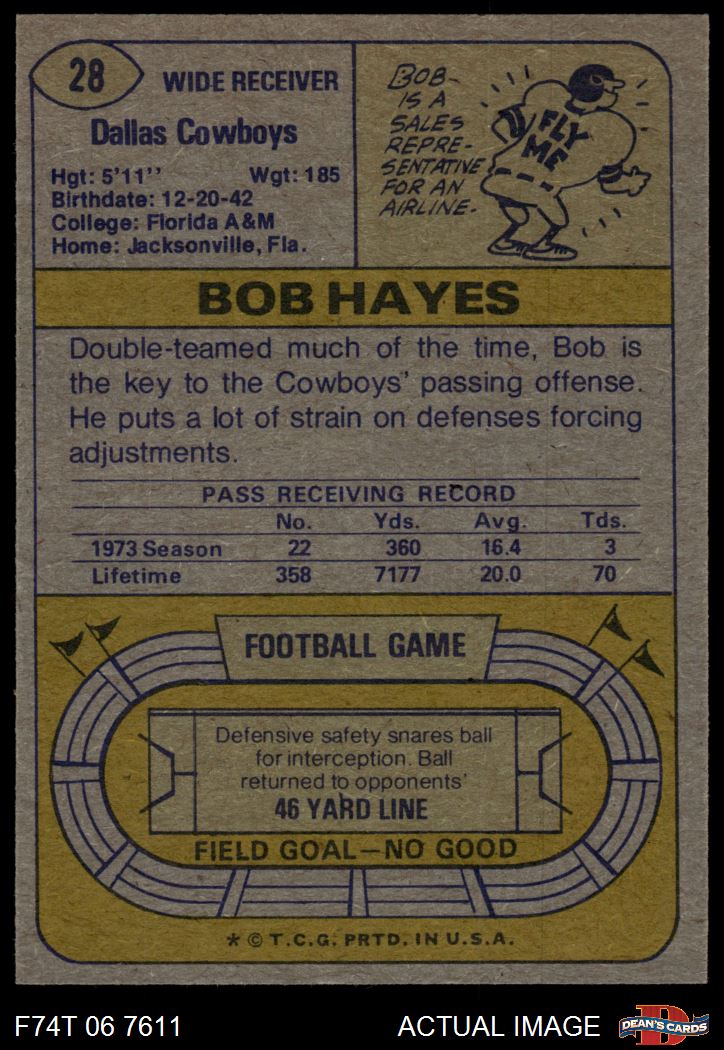 28
WIDE RECEIVER
Dallas Cowboys
Hgt: 5'11''  Wgt: 185
Birthdate: 12-20-42
College: Florida A&M
Home: Jacksonville, Fla.
BOB-
IS A
SALES
REPRE-
SENTATIVE
FOR AN
AIRLINE.
FLY
ME
BOB HAYES
Double-teamed much of the time, Bob is
the key to the Cowboys' passing offense.
He puts a lot of strain on defenses forcing
adjustments.
PASS RECEIVING RECORD
No. Yds. Avg. Tds.
1973 Season 22 360 16.4 3
Lifetime 358 7177 20.0 70
FOOTBALL GAME
Defensive safety snares ball
for interception. Ball
returned to opponents'
46 YARD LINE
FIELD GOAL—NO GOOD
* © T.C.G. PRTD. IN U.S.A.
F74T 06 7611
ACTUAL IMAGE
D
DEAN'S CARDS